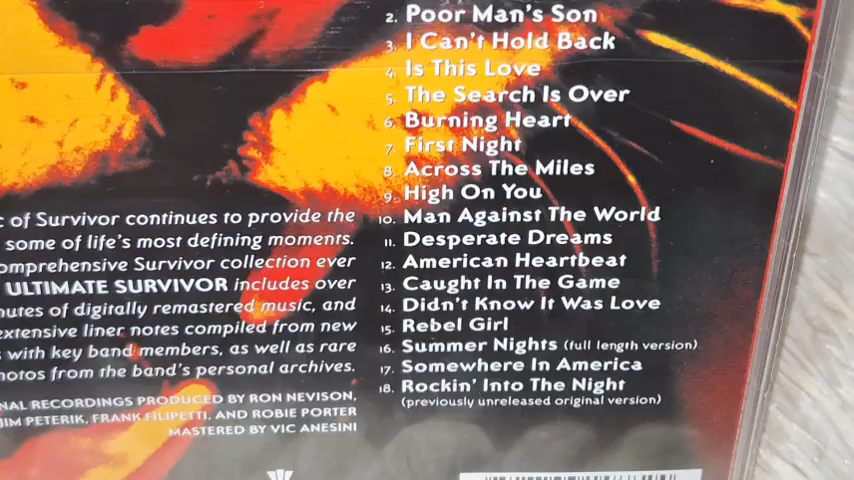 2. Poor Man's Son
3. I Can't Hold Back
4. Is This Love
5. The Search Is Over
6. Burning Heart
7. First Night
8. Across The Miles
9. High On You
10. Man Against The World
11. Desperate Dreams
12. American Heartbeat
13. Caught In The Game
14. Didn't Know It Was Love
15. Rebel Girl
16. Summer Nights (full length version)
17. Somewhere In America
18. Rockin' Into The Night
(previously unreleased original version)
of Survivor continues to provide the
some of life's most defining moments.
omprehensive Survivor collection ever
ULTIMATE SURVIVOR includes over
nutes of digitally remastered music, and
extensive liner notes compiled from new
with key band members, as well as rare
hotos from the band's personal archives.
NAL RECORDINGS PRODUCED BY RON NEVISON,
JIM PETERIK, FRANK FILIPETTI, AND ROBIE PORTER
MASTERED BY VIC ANESINI